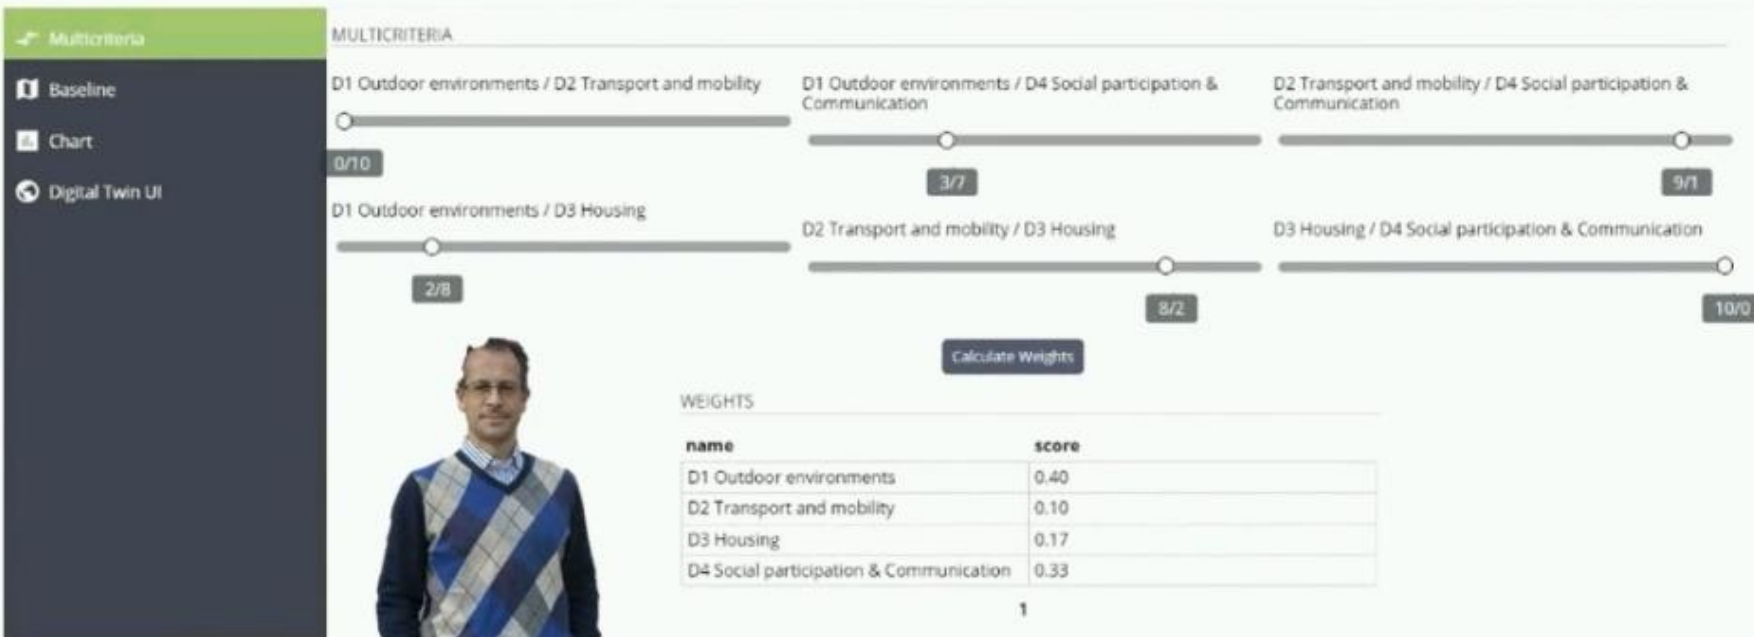 Multicriteria
Baseline
Chart
Digital Twin UI
MULTICRITERIA
D1 Outdoor environments / D2 Transport and mobility
0/10
D1 Outdoor environments / D4 Social participation &
Communication
3/7
D2 Transport and mobility / D4 Social participation &
Communication
9/1
D1 Outdoor environments / D3 Housing
2/8
D2 Transport and mobility / D3 Housing
8/2
D3 Housing / D4 Social participation & Communication
10/0
Calculate Weights
WEIGHTS
name score
D1 Outdoor environments 0.40
D2 Transport and mobility 0.10
D3 Housing 0.17
D4 Social participation & Communication 0.33
1